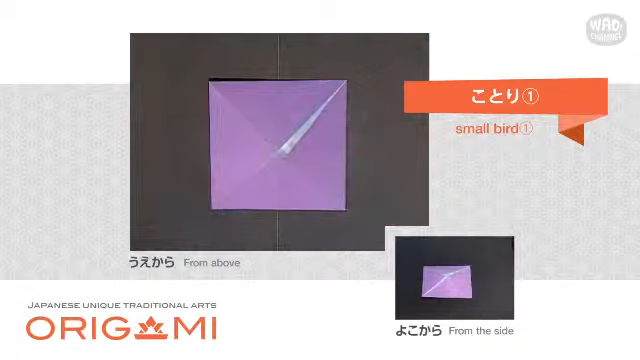 WAO!
CHANNEL
ことり①
small bird①
うえから From above
よこから From the side
JAPANESE UNIQUE TRADITIONAL ARTS
ORIGAMI